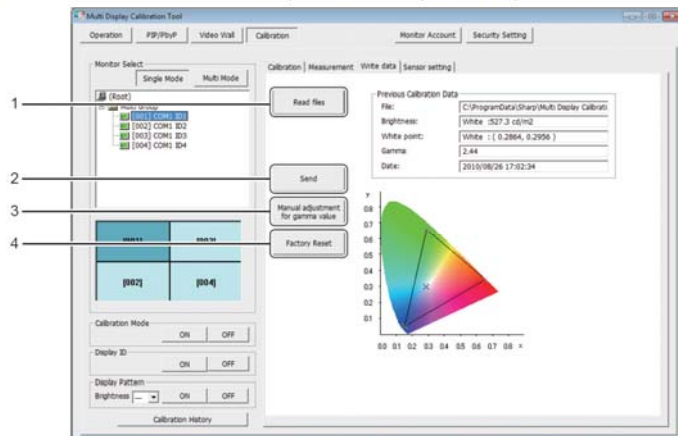 Multi Display Calibration Tool
Operation PIP/PbyP Video Wall Calibration Monitor Account Security Setting
Monitor Select
Single Mode Multi Mode
(Root)
Multi Group
[001] COM1 ID1
[002] COM1 ID2
[003] COM1 ID3
[004] COM1 ID4
[001] [003]
[002] [004]
Calibration Mode
ON OFF
Display ID
ON OFF
Display Pattern
Brightness --- ON OFF
Calibration History
Calibration Measurement Write data Sensor setting
1 Read files
2 Send
3 Manual adjustment
for gamma value
4 Factory Reset
Previous Calibration Data
File: C:\ProgramData\Sharp\Multi Display Calibrati
Brightness: White :527.3 cd/m2
White point: White : ( 0.2864, 0.2956 )
Gamma: 2.44
Date: 2010/08/26 17:02:34
y
0.8
0.7
0.6
0.5
0.4
0.3
0.2
0.1
0.0 0.1 0.2 0.3 0.4 0.5 0.6 0.7 0.8 x